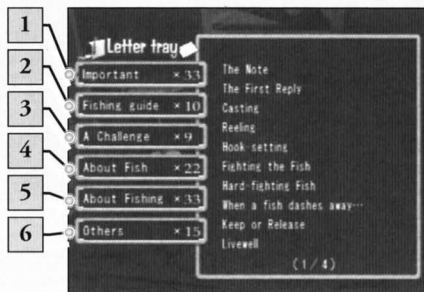 1
2
3
4
5
6
Letter tray
Important ×33
Fishing guide ×10
A Challenge ×9
About Fish ×22
About Fishing ×33
Others ×15
The Note
The First Reply
Casting
Reeling
Hook-setting
Fighting the Fish
Hard-fighting Fish
When a fish dashes away…
Keep or Release
Livewell
(1/4)